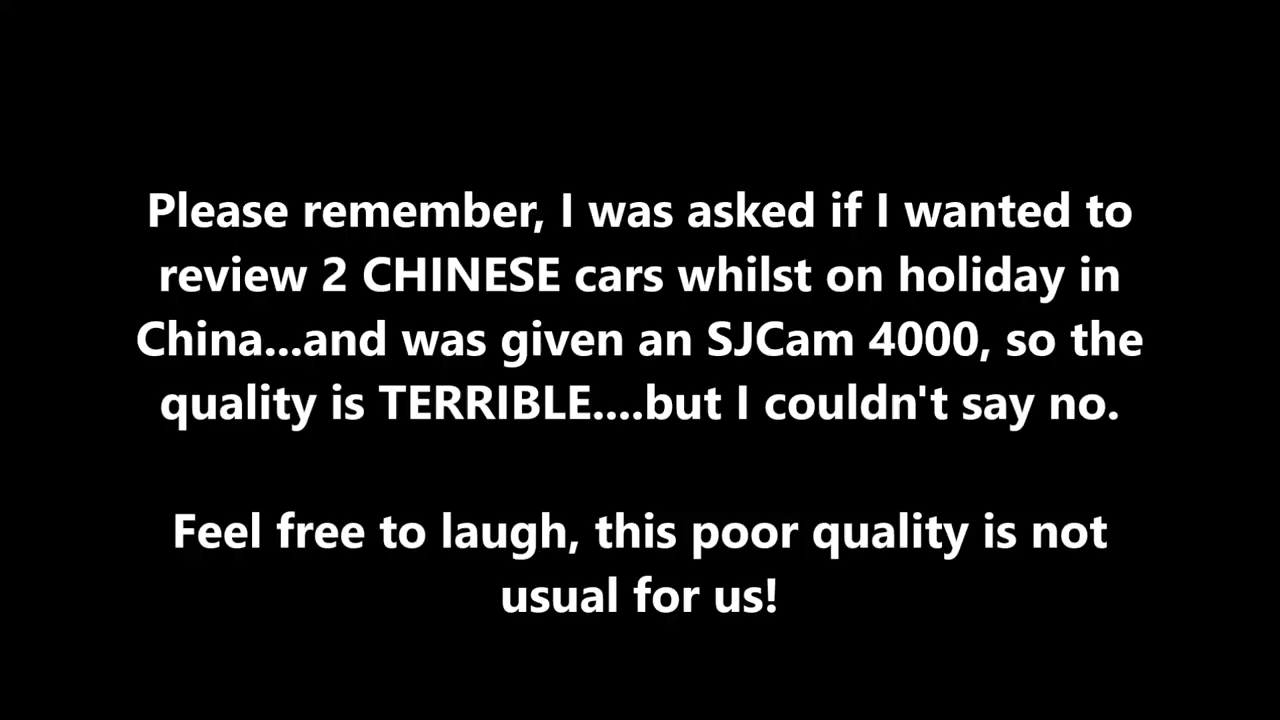 Please remember, I was asked if I wanted to
review 2 CHINESE cars whilst on holiday in
China...and was given an SJCam 4000, so the
quality is TERRIBLE....but I couldn't say no.
Feel free to laugh, this poor quality is not
usual for us!